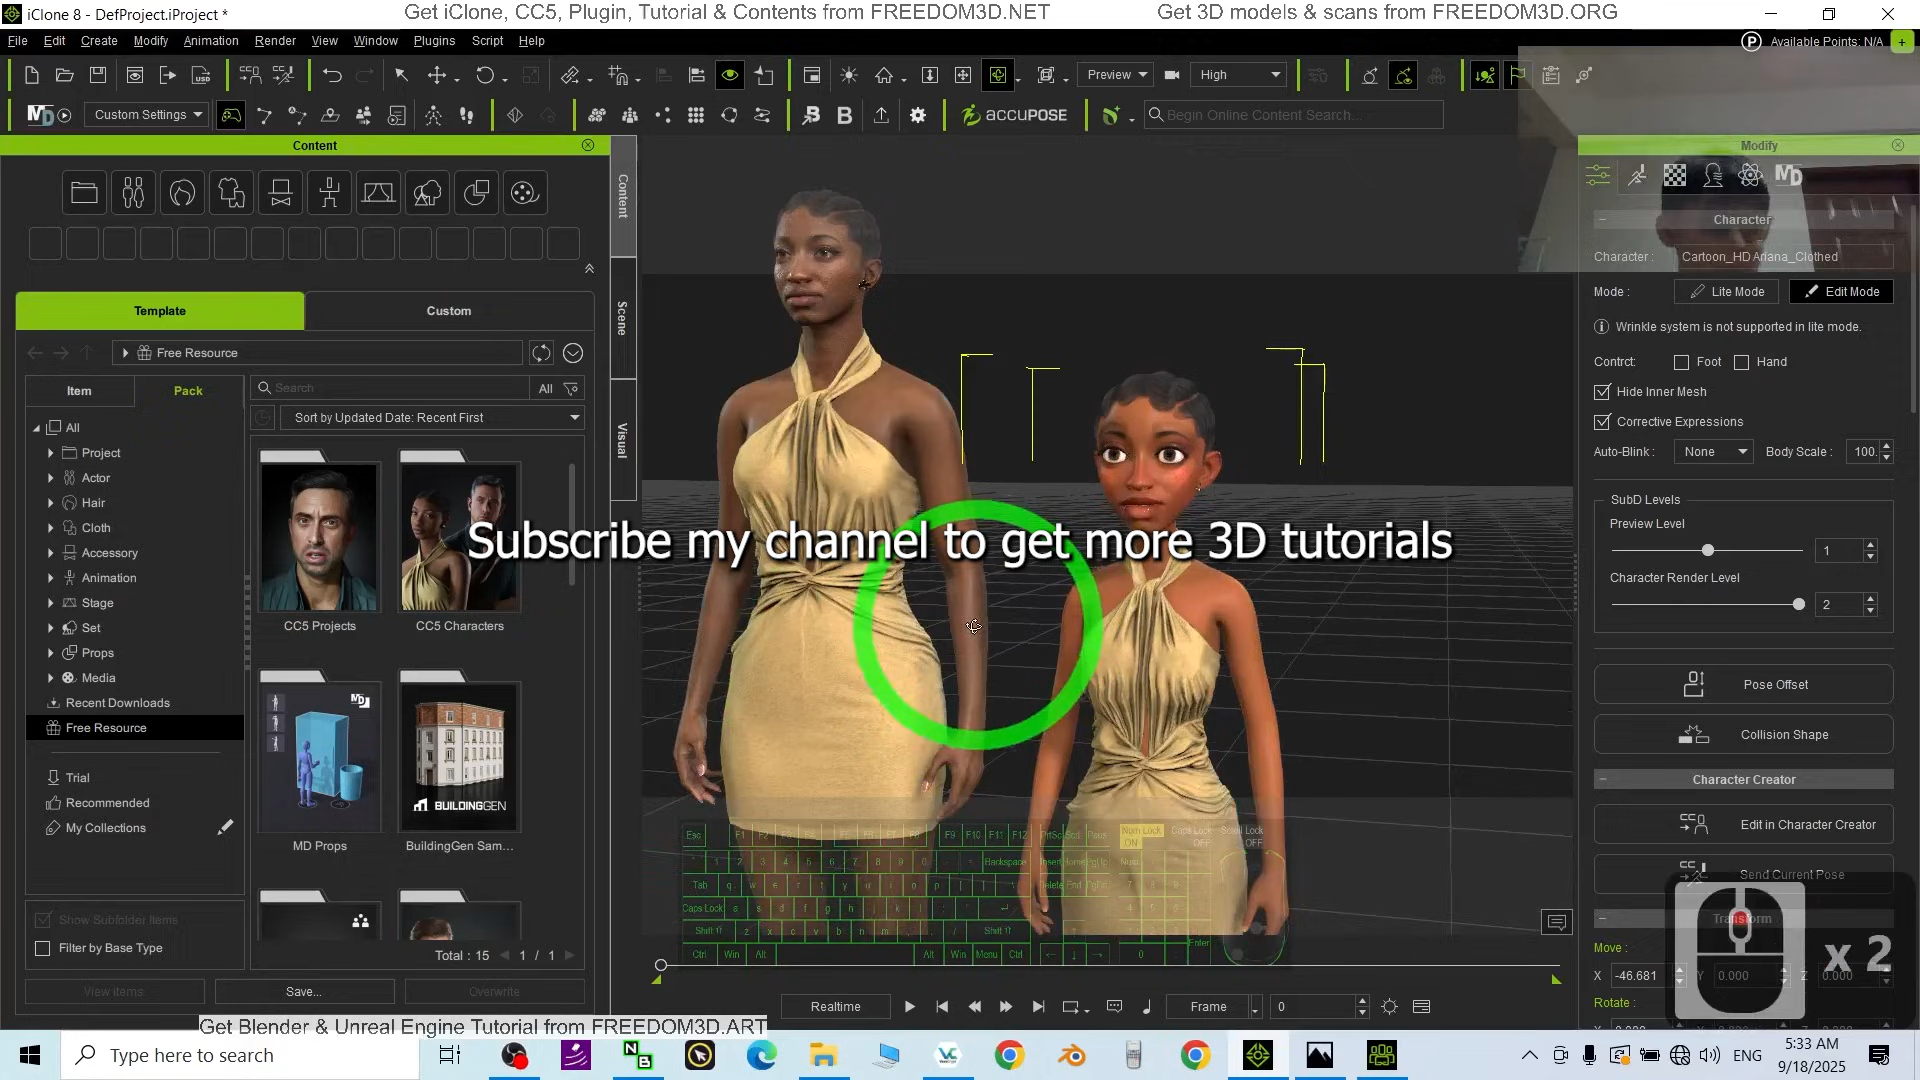 iClone 8 - DefProject.iProject *
Get iClone, CC5, Plugin, Tutorial & Contents from FREEDOM3D.NET
Get 3D models & scans from FREEDOM3D.ORG
File Edit Create Modify Animation Render View Window Plugins Script Help
Available Points: N/A
Preview
High
Custom Settings
ACCUPOSE
Begin Online Content Search...
Content
Modify
Content
Scene
Visual
Template
Custom
Free Resource
Item
Pack
Search
All
Sort by Updated Date: Recent First
All
Project
Actor
Hair
Cloth
Accessory
Animation
Stage
Set
Props
Media
Recent Downloads
Free Resource
Trial
Recommended
My Collections
Show Subfolder Items
Filter by Base Type
CC5 Projects
CC5 Characters
MD Props
BUILDINGGEN
BuildingGen Sam...
Total : 15
1 / 1
View Items
Save...
Overwrite
Subscribe my channel to get more 3D tutorials
Character
Character :
Cartoon_HD Ariana_Clothed
Mode :
Lite Mode
Edit Mode
Wrinkle system is not supported in lite mode.
Contrct:
Foot
Hand
Hide Inner Mesh
Corrective Expressions
Auto-Blink :
None
Body Scale :
100.
SubD Levels
Preview Level
1
Character Render Level
2
Pose Offset
Collision Shape
Character Creator
Edit in Character Creator
Send Current Pose
Transform
Move :
X -46.681 Y 0.000 Z 0.000
Rotate :
x 2
Realtime
Frame
0
Get Blender & Unreal Engine Tutorial from FREEDOM3D.ART
Type here to search
ENG
5:33 AM
9/18/2025